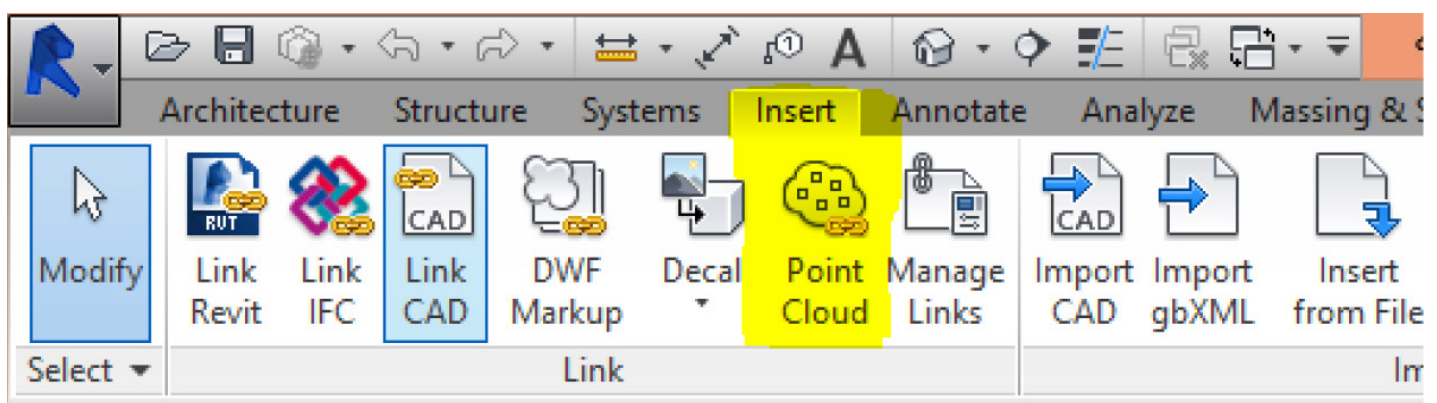 A
Architecture Structure Systems Insert Annotate Analyze Massing &
RVT CAD CAD
Modify Link Link Link DWF Decal Point Manage Import Import Insert
Revit IFC CAD Markup Cloud Links CAD gbXML from File
Select Link